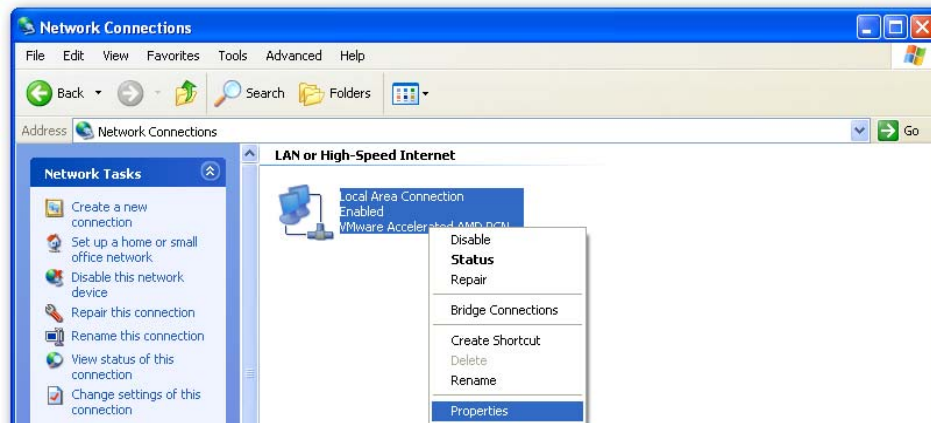 Network Connections
File Edit View Favorites Tools Advanced Help
Back Search Folders
Address Network Connections Go
Network Tasks
Create a new
connection
Set up a home or small
office network
Disable this network
device
Repair this connection
Rename this connection
View status of this
connection
Change settings of this
connection
LAN or High-Speed Internet
Local Area Connection
Enabled
VMware Accelerated AMD PCN
Disable
Status
Repair
Bridge Connections
Create Shortcut
Delete
Rename
Properties